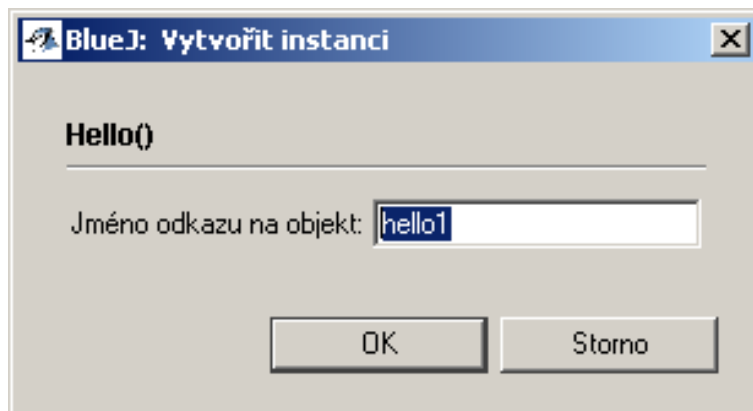 BlueJ: Vytvořit instanci
Hello()
Jméno odkazu na objekt: hello1
OK Storno